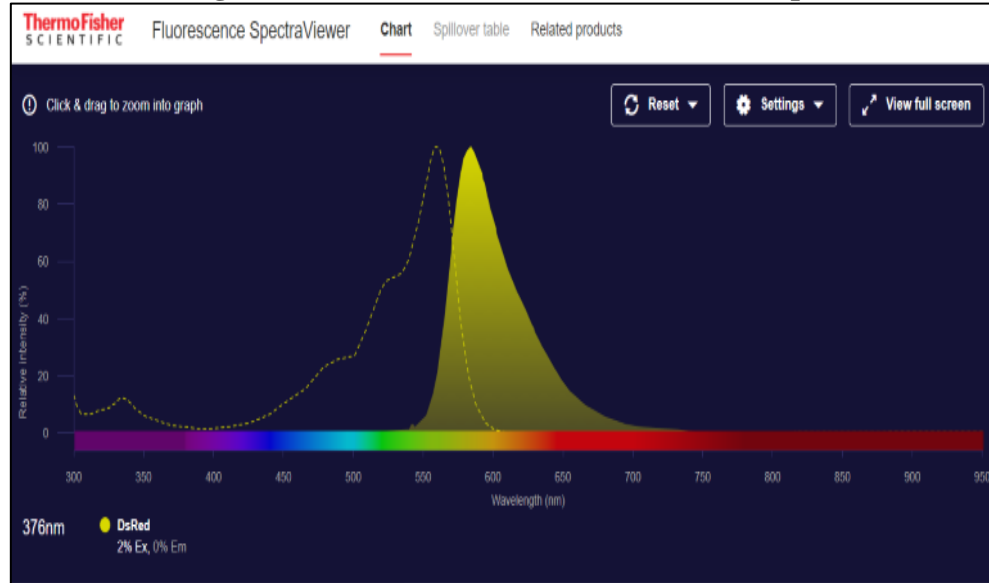 ThermoFisher
SCIENTIFIC
Fluorescence SpectraViewer Chart Spillover table Related products
Click & drag to zoom into graph
Reset Settings View full screen
Relative Intensity (%)
100
80
60
40
20
0
300 350 400 450 500 550 600 650 700 750 800 850 900 950
Wavelength (nm)
376nm DsRed
2% Ex, 0% Em